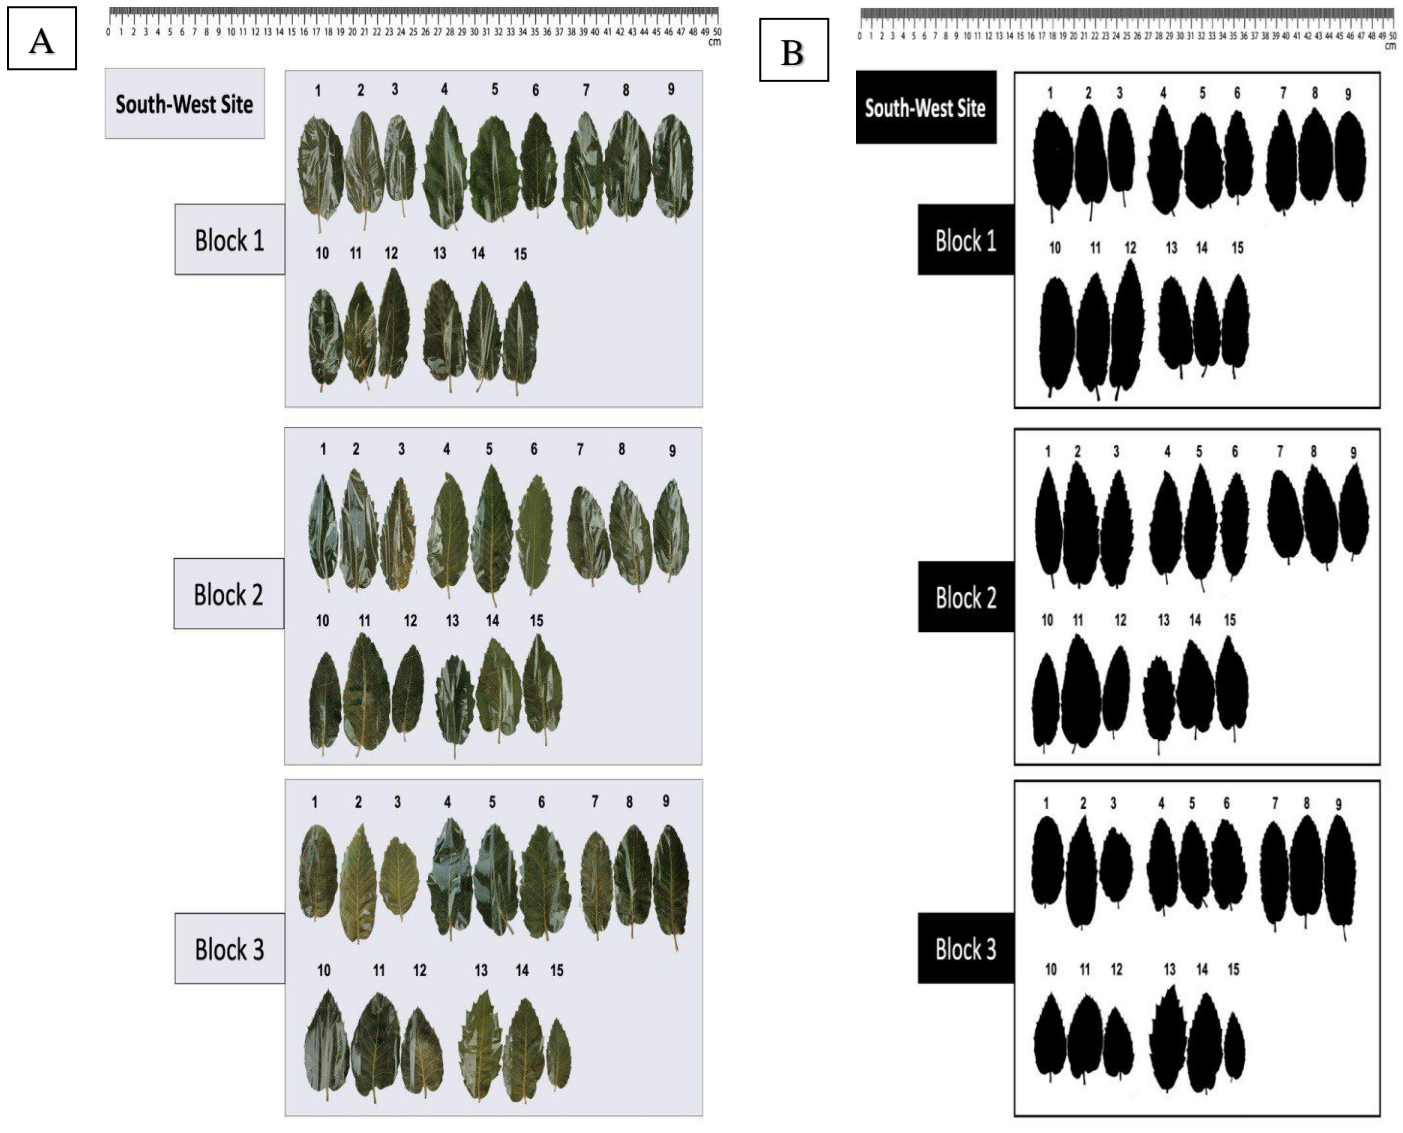 A
0 1 2 3 4 5 6 7 8 9 10 11 12 13 14 15 16 17 18 19 20 21 22 23 24 25 26 27 28 29 30 31 32 33 34 35 36 37 38 39 40 41 42 43 44 45 46 47 48 49 50
cm
South-West Site
1 2 3 4 5 6 7 8 9
Block 1
10 11 12 13 14 15
1 2 3 4 5 6 7 8 9
Block 2
10 11 12 13 14 15
1 2 3 4 5 6 7 8 9
Block 3
10 11 12 13 14 15
B
0 1 2 3 4 5 6 7 8 9 10 11 12 13 14 15 16 17 18 19 20 21 22 23 24 25 26 27 28 29 30 31 32 33 34 35 36 37 38 39 40 41 42 43 44 45 46 47 48 49 50
cm
South-West Site
1 2 3 4 5 6 7 8 9
Block 1
10 11 12 13 14 15
1 2 3 4 5 6 7 8 9
Block 2
10 11 12 13 14 15
1 2 3 4 5 6 7 8 9
Block 3
10 11 12 13 14 15